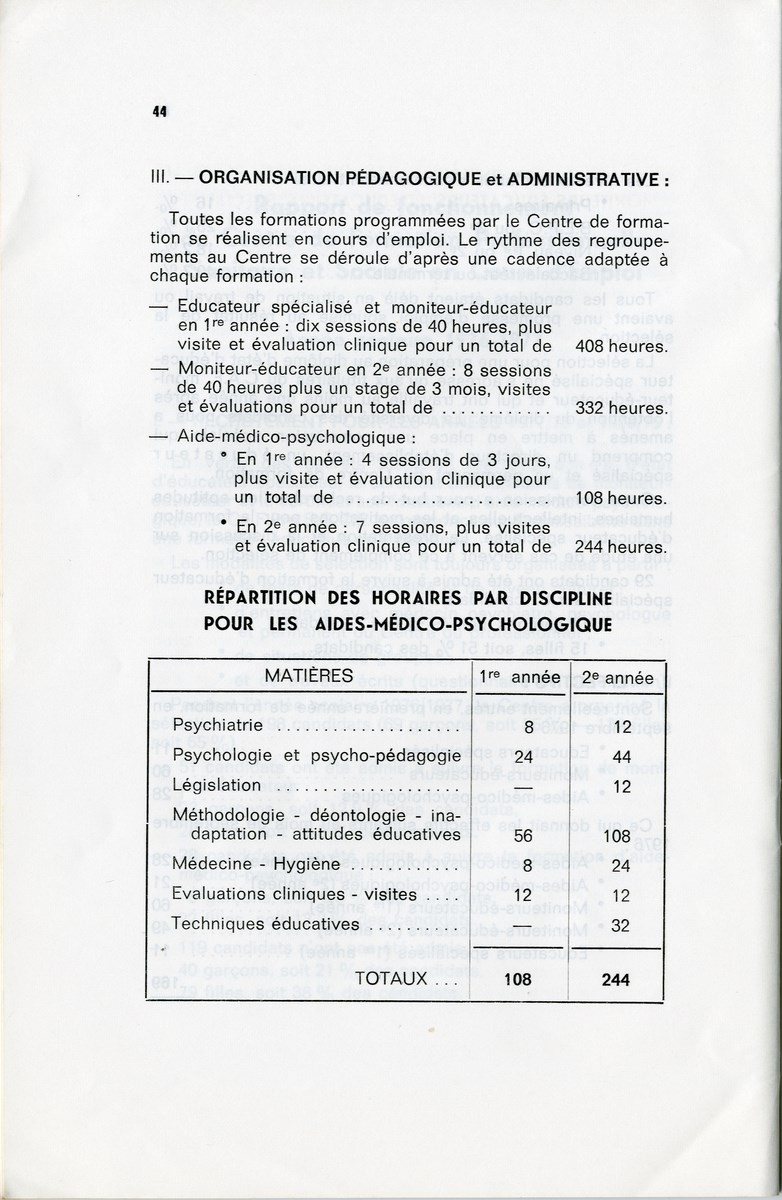 44
III. — ORGANISATION PÉDAGOGIQUE et ADMINISTRATIVE :
Toutes les formations programmées par le Centre de forma-
tion se réalisent en cours d'emploi. Le rythme des regroupe-
ments au Centre se déroule d'après une cadence adaptée à
chaque formation :
— Educateur spécialisé et moniteur-éducateur
en 1re année : dix sessions de 40 heures, plus
visite et évaluation clinique pour un total de 408 heures.
— Moniteur-éducateur en 2e année : 8 sessions
de 40 heures plus un stage de 3 mois, visites
et évaluations pour un total de ............ 332 heures.
— Aide-médico-psychologique :
• En 1re année : 4 sessions de 3 jours,
plus visite et évaluation clinique pour
un total de ..................... 108 heures.
• En 2e année : 7 sessions, plus visites
et évaluation clinique pour un total de 244 heures.
RÉPARTITION DES HORAIRES PAR DISCIPLINE
POUR LES AIDES-MÉDICO-PSYCHOLOGIQUE
MATIÈRES 1re année 2e année
Psychiatrie .................... 8 12
Psychologie et psycho-pédagogie 24 44
Législation .................... — 12
Méthodologie - déontologie - ina-
daptation - attitudes éducatives 56 108
Médecine - Hygiène ............ 8 24
Evaluations cliniques - visites .... 12 12
Techniques éducatives .......... — 32
TOTAUX ... 108 244